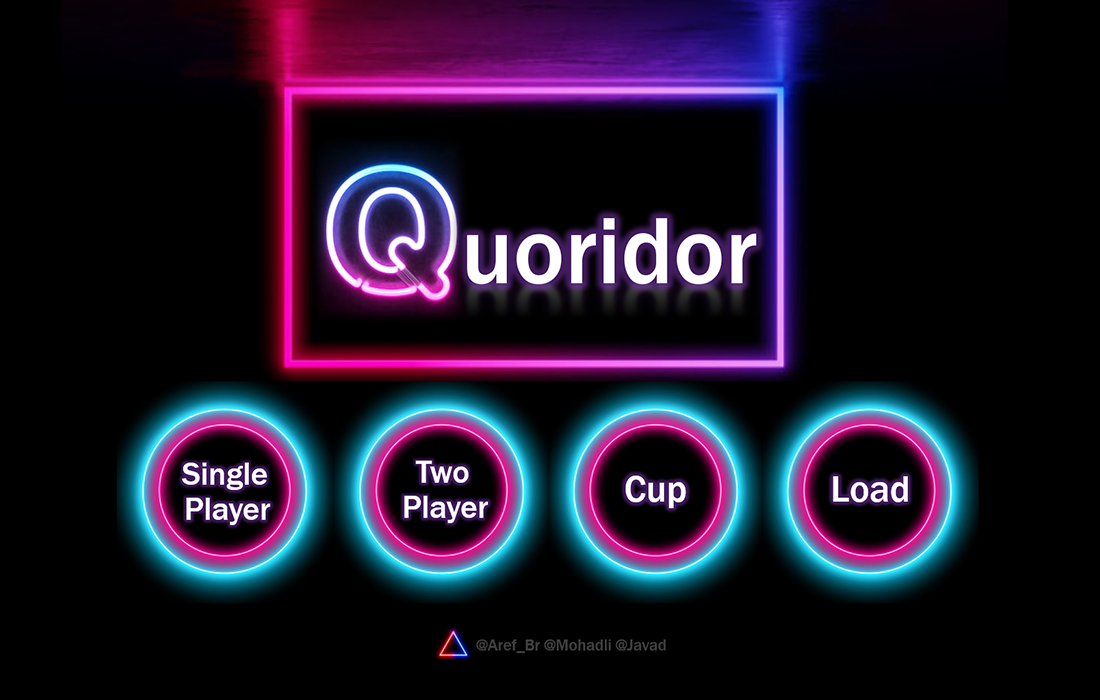 Quoridor
Single
Player
Two
Player
Cup
Load
@Aref_Br @Mohadli @Javad